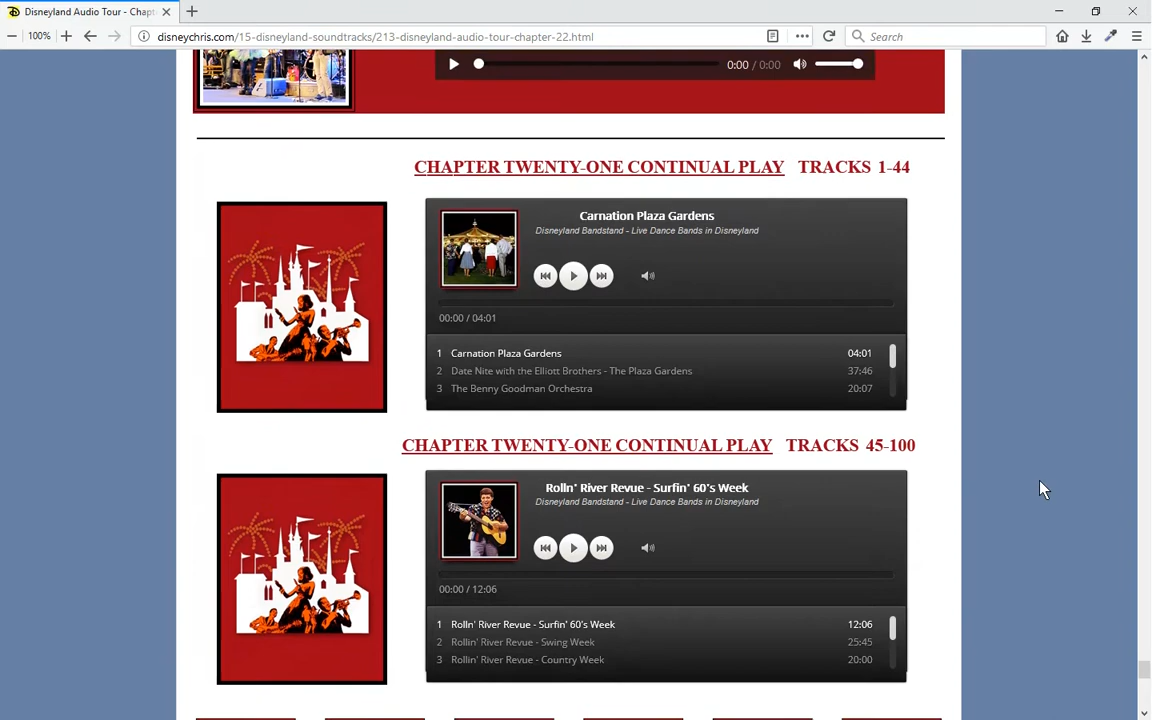 Disneyland Audio Tour - Chapt
100%
disneychris.com/15-disneyland-soundtracks/213-disneyland-audio-tour-chapter-22.html
Search
0:00 / 0:00
CHAPTER TWENTY-ONE CONTINUAL PLAY TRACKS 1-44
Carnation Plaza Gardens
Disneyland Bandstand - Live Dance Bands in Disneyland
00:00 / 04:01
1 Carnation Plaza Gardens 04:01
2 Date Nite with the Elliott Brothers - The Plaza Gardens 37:46
3 The Benny Goodman Orchestra 20:07
CHAPTER TWENTY-ONE CONTINUAL PLAY TRACKS 45-100
Rolln' River Revue - Surfin' 60's Week
Disneyland Bandstand - Live Dance Bands in Disneyland
00:00 / 12:06
1 Rolln' River Revue - Surfin' 60's Week 12:06
2 Rolln' River Revue - Swing Week 25:45
3 Rolln' River Revue - Country Week 20:00